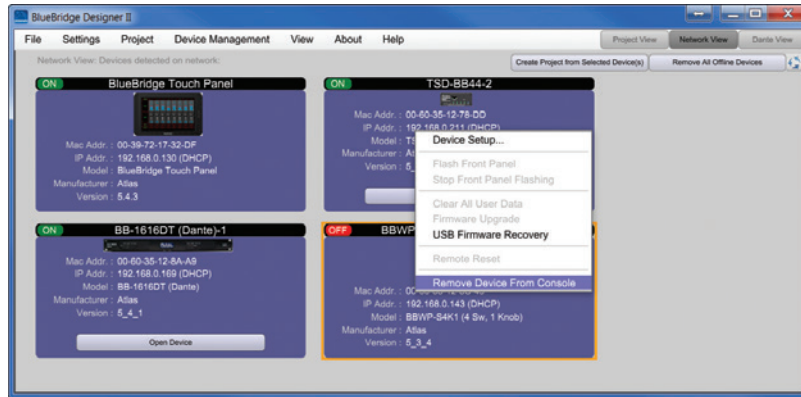 BlueBridge Designer II
File Settings Project Device Management View About Help
Project View Network View Dante View
Network View: Devices detected on network:
Create Project from Selected Device(s) Remove All Offline Devices
ON BlueBridge Touch Panel
Mac Addr. : 00-39-72-17-32-DF
IP Addr. : 192.168.0.130 (DHCP)
Model : BlueBridge Touch Panel
Manufacturer : Atlas
Version : 5.4.3
ON TSD-BB44-2
Mac Addr. : 00-60-35-12-78-DD
IP Addr. : 192.168.0.211 (DHCP)
Model :
Manufacturer :
Version : 5_
Device Setup...
Flash Front Panel
Stop Front Panel Flashing
Clear All User Data
Firmware Upgrade
USB Firmware Recovery
Remote Reset
Remove Device From Console
ON BB-1616DT (Dante)-1
Mac Addr. : 00-60-35-12-8A-A9
IP Addr. : 192.168.0.169 (DHCP)
Model : BB-1616DT (Dante)
Manufacturer : Atlas
Version : 5_4_1
Open Device
OFF BBWP
Mac Addr. :
IP Addr. : 192.168.0.143 (DHCP)
Model : BBWP-S4K1 (4 Sw, 1 Knob)
Manufacturer : Atlas
Version : 5_3_4